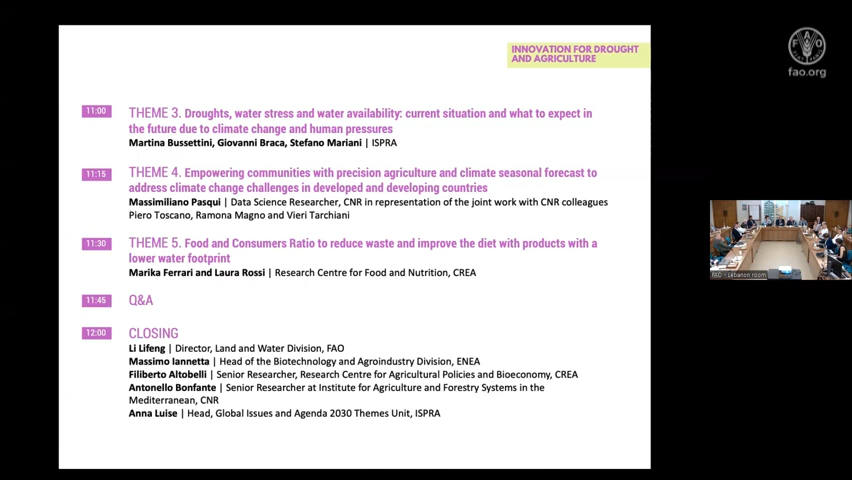 INNOVATION FOR DROUGHT
AND AGRICULTURE
FAO
fao.org
11:00
THEME 3. Droughts, water stress and water availability: current situation and what to expect in
the future due to climate change and human pressures
Martina Bussettini, Giovanni Braca, Stefano Mariani | ISPRA
11:15
THEME 4. Empowering communities with precision agriculture and climate seasonal forecast to
address climate change challenges in developed and developing countries
Massimiliano Pasqui | Data Science Researcher, CNR in representation of the joint work with CNR colleagues
Piero Toscano, Ramona Magno and Vieri Tarchiani
11:30
THEME 5. Food and Consumers Ratio to reduce waste and improve the diet with products with a
lower water footprint
Marika Ferrari and Laura Rossi | Research Centre for Food and Nutrition, CREA
11:45
Q&A
12:00
CLOSING
Li Lifeng | Director, Land and Water Division, FAO
Massimo Iannetta | Head of the Biotechnology and Agroindustry Division, ENEA
Filiberto Altobelli | Senior Researcher, Research Centre for Agricultural Policies and Bioeconomy, CREA
Antonello Bonfante | Senior Researcher at Institute for Agriculture and Forestry Systems in the
Mediterranean, CNR
Anna Luise | Head, Global Issues and Agenda 2030 Themes Unit, ISPRA
FAO - Lebanon room